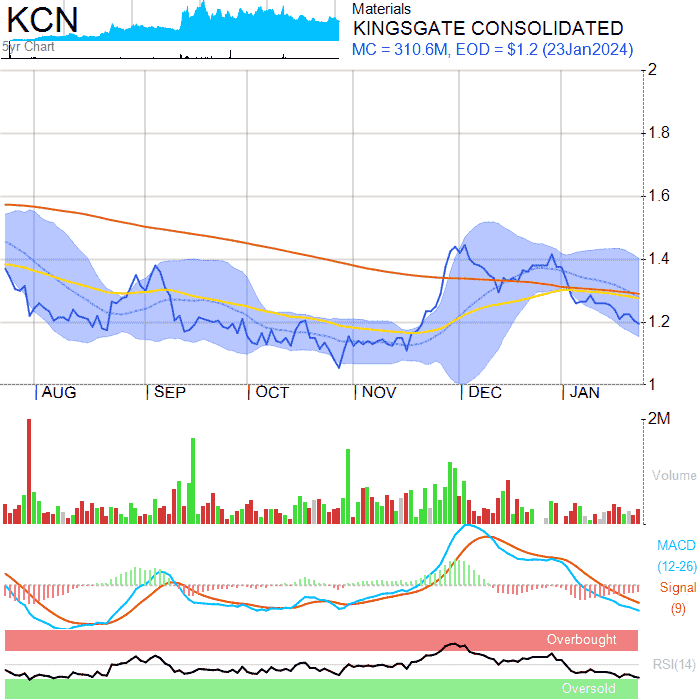 KCN
5yr Chart
Materials
KINGSGATE CONSOLIDATED
MC = 310.6M, EOD = $1.2 (23Jan2024)
2
1.8
1.6
1.4
1.2
1
AUG SEP OCT NOV DEC JAN
2M
Volume
MACD
(12-26)
Signal
(9)
Overbought
RSI(14)
Oversold